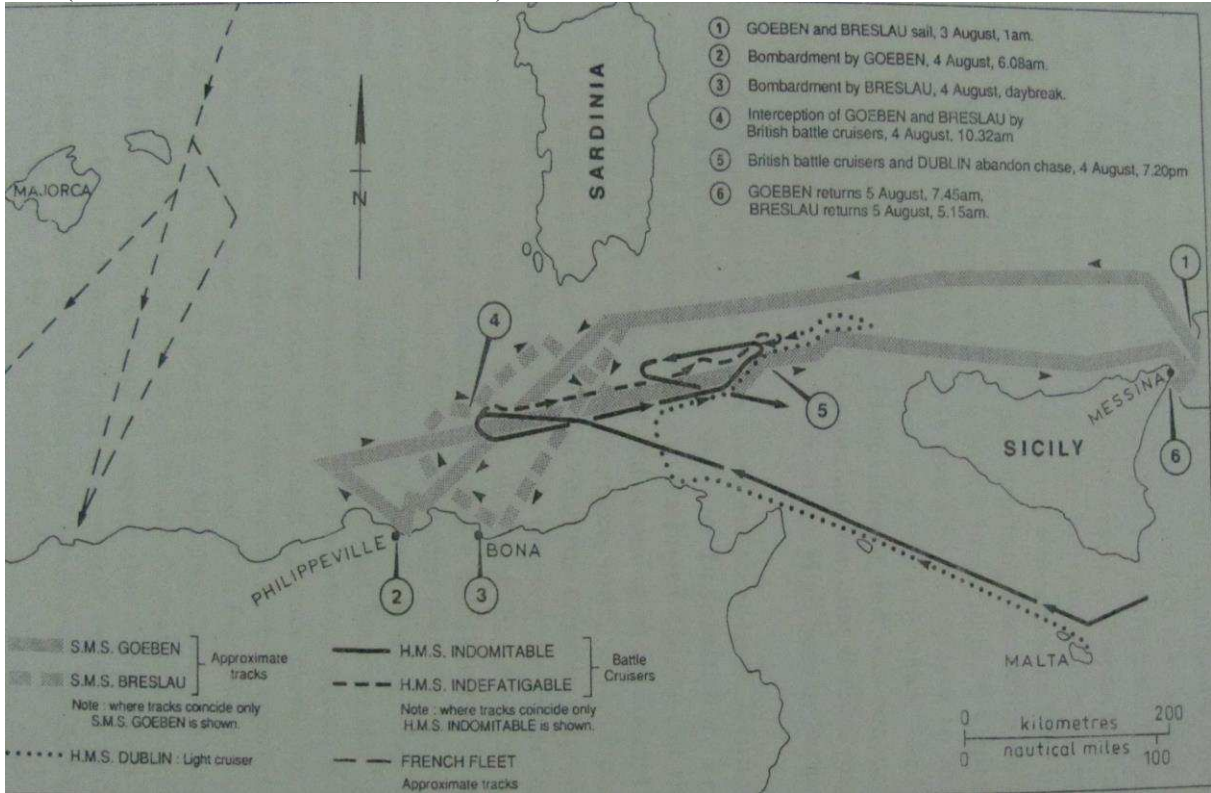 ① GOEBEN and BRESLAU sail, 3 August, 1am.
② Bombardment by GOEBEN, 4 August, 6.08am.
③ Bombardment by BRESLAU, 4 August, daybreak.
④ Interception of GOEBEN and BRESLAU by
British battle cruisers, 4 August, 10.32am
⑤ British battle cruisers and DUBLIN abandon chase, 4 August, 7.20pm
⑥ GOEBEN returns 5 August, 7.45am,
BRESLAU returns 5 August, 5.15am.
MAJORCA
N
SARDINIA
1
4
5
MESSINA
SICILY
6
PHILIPPEVILLE
BONA
2
3
MALTA
S.M.S. GOEBEN
S.M.S. BRESLAU
Approximate
tracks
Note : where tracks coincide only
S.M.S. GOEBEN is shown.
H.M.S. DUBLIN : Light cruiser
H.M.S. INDOMITABLE
H.M.S. INDEFATIGABLE
Battle
Cruisers
Note : where tracks coincide only
H.M.S. INDOMITABLE is shown.
FRENCH FLEET
Approximate tracks
0 kilometres 200
0 nautical miles 100